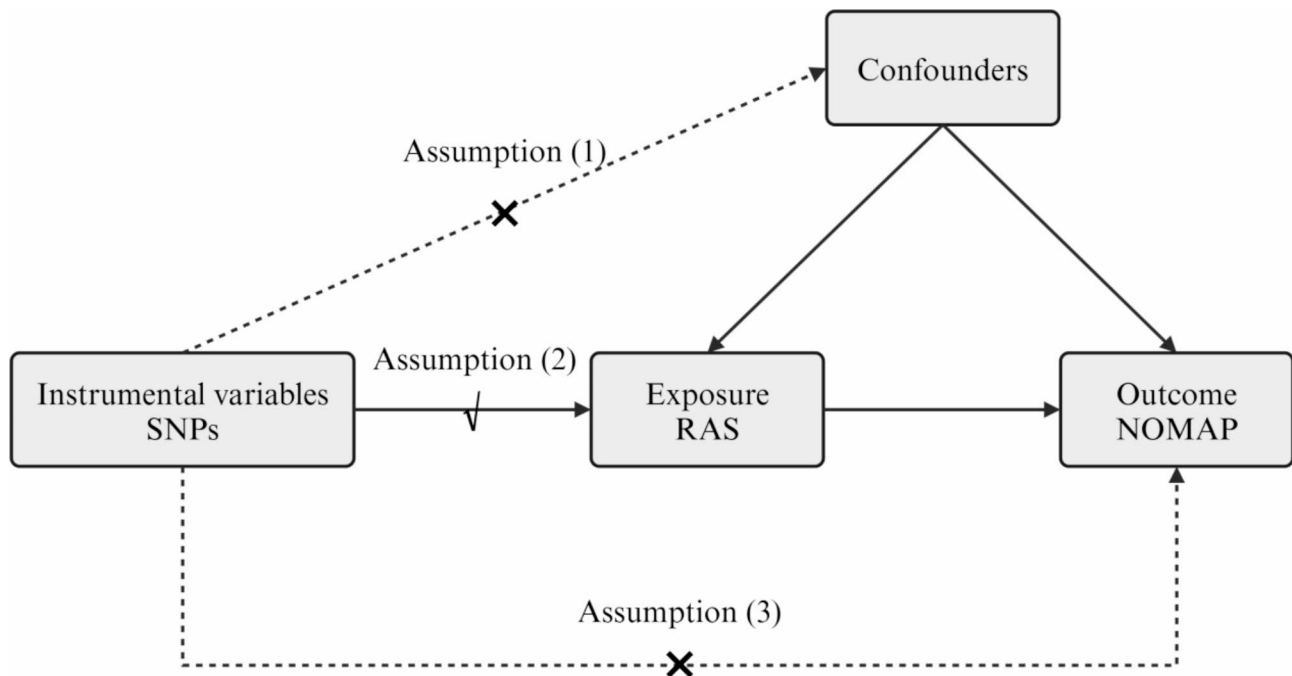 Confounders
Assumption (1)
Assumption (2)
Instrumental variables
SNPs
Exposure
RAS
Outcome
NOMAP
Assumption (3)